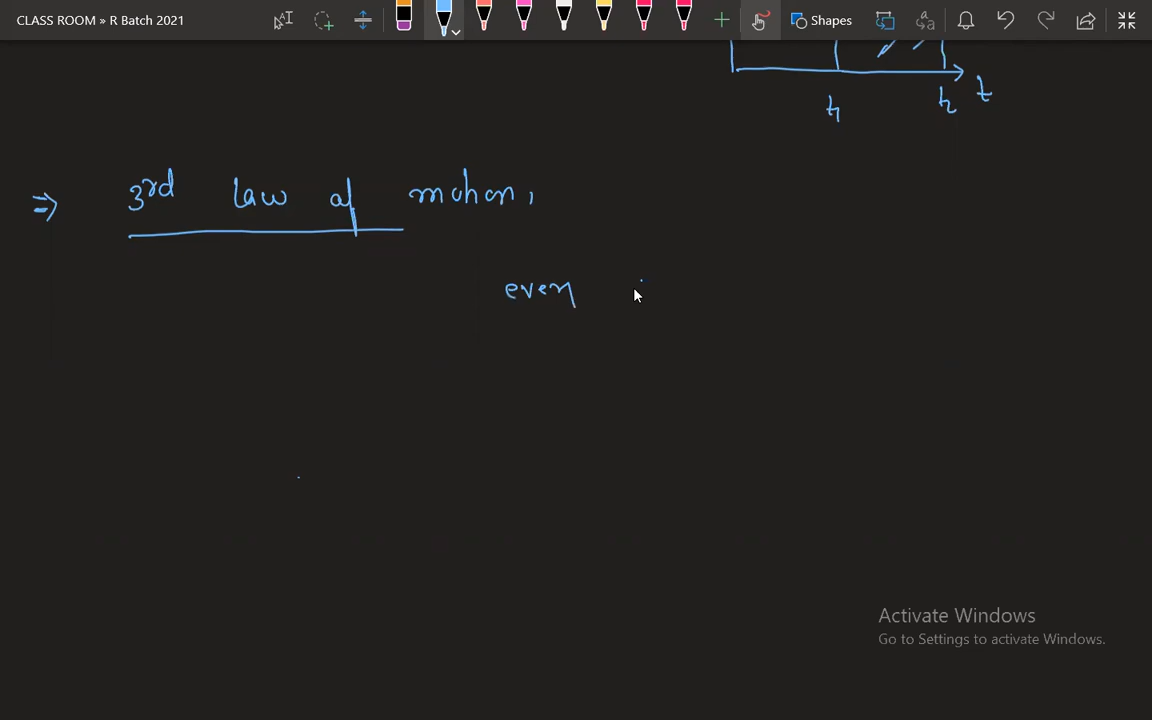 CLASS ROOM » R Batch 2021
Shapes
t
t1 t2
⇒ 3rd law of motion,
every
Activate Windows
Go to Settings to activate Windows.